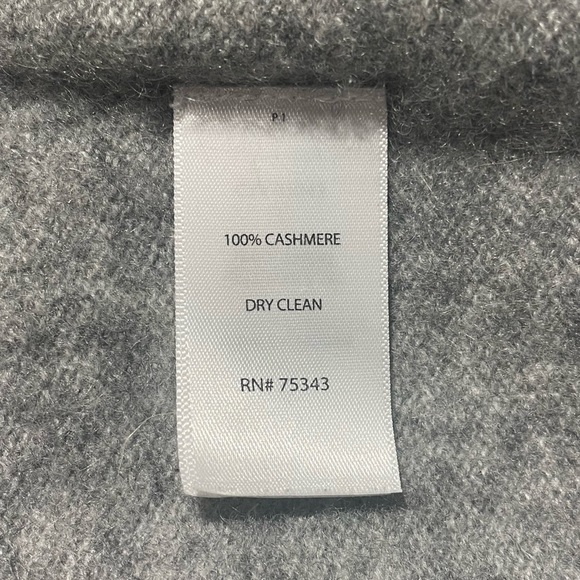 P I
100% CASHMERE
DRY CLEAN
RN# 75343